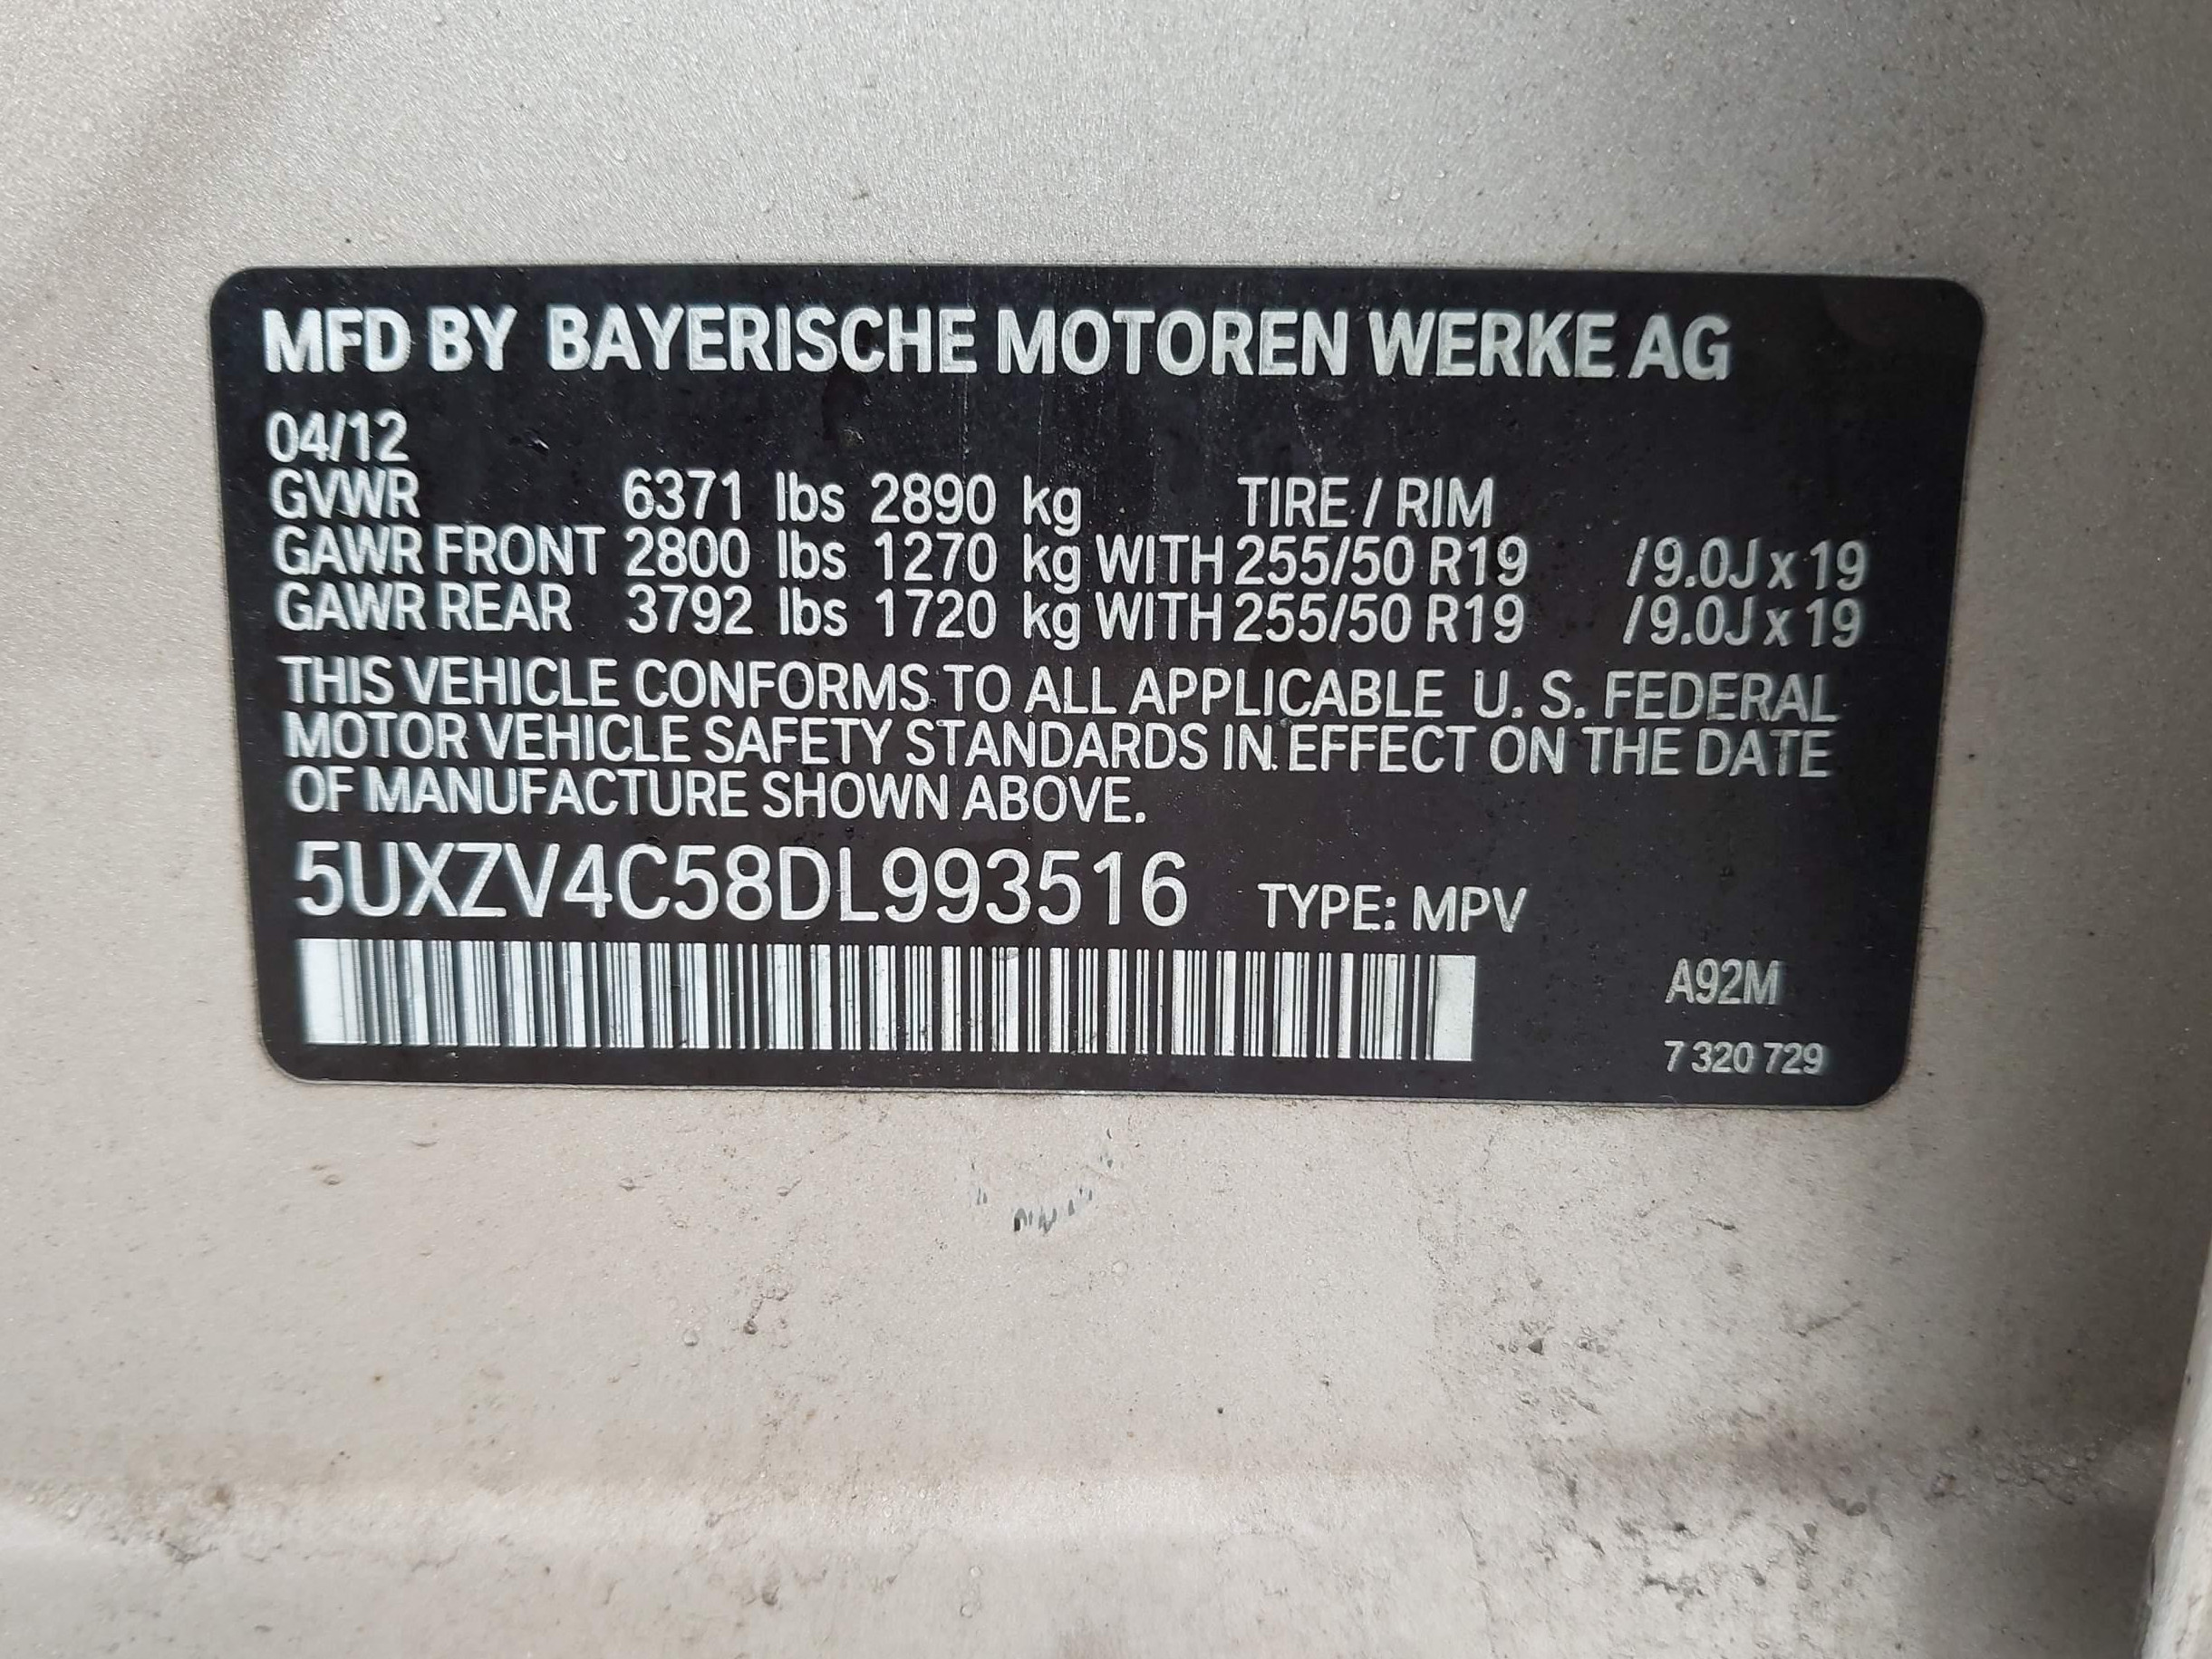 MFD BY BAYERISCHE MOTOREN WERKE AG
04/12
GVWR 6371 lbs 2890 kg TIRE / RIM
GAWR FRONT 2800 lbs 1270 kg WITH 255/50 R19 / 9.0J x 19
GAWR REAR 3792 lbs 1720 kg WITH 255/50 R19 / 9.0J x 19
THIS VEHICLE CONFORMS TO ALL APPLICABLE U. S. FEDERAL
MOTOR VEHICLE SAFETY STANDARDS IN EFFECT ON THE DATE
OF MANUFACTURE SHOWN ABOVE.
5UXZV4C58DL993516 TYPE: MPV
A92M
7 320 729